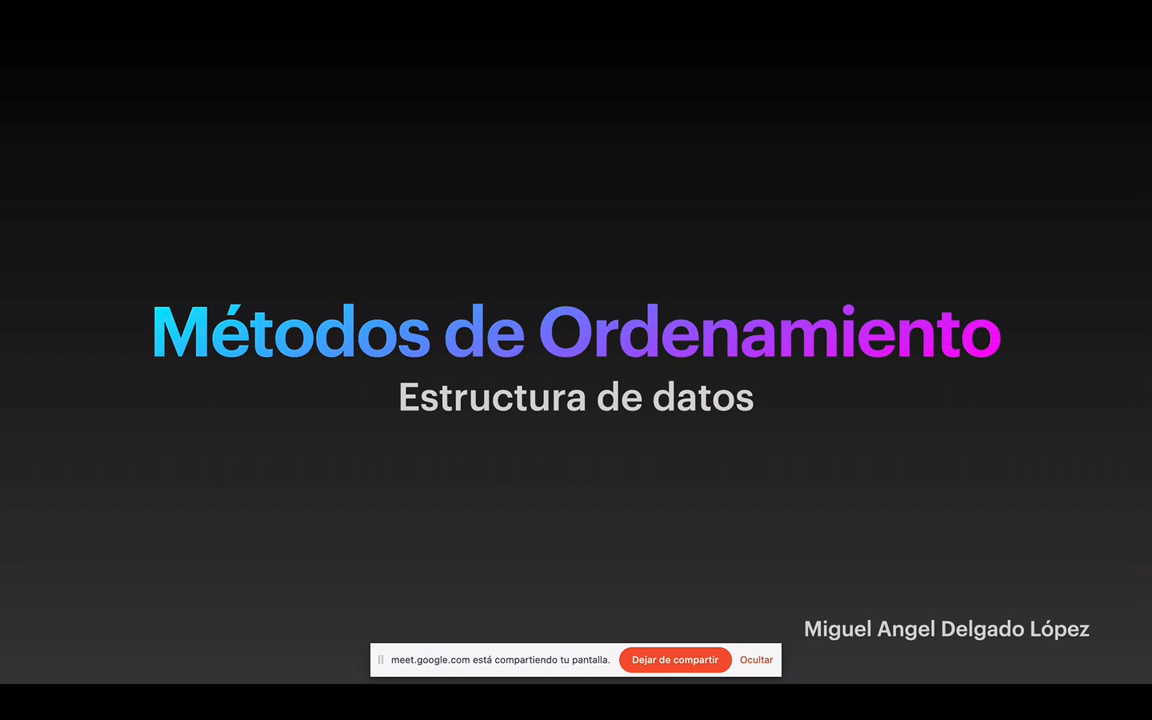 Métodos de Ordenamiento
Estructura de datos
Miguel Angel Delgado López
meet.google.com está compartiendo tu pantalla. Dejar de compartir Ocultar